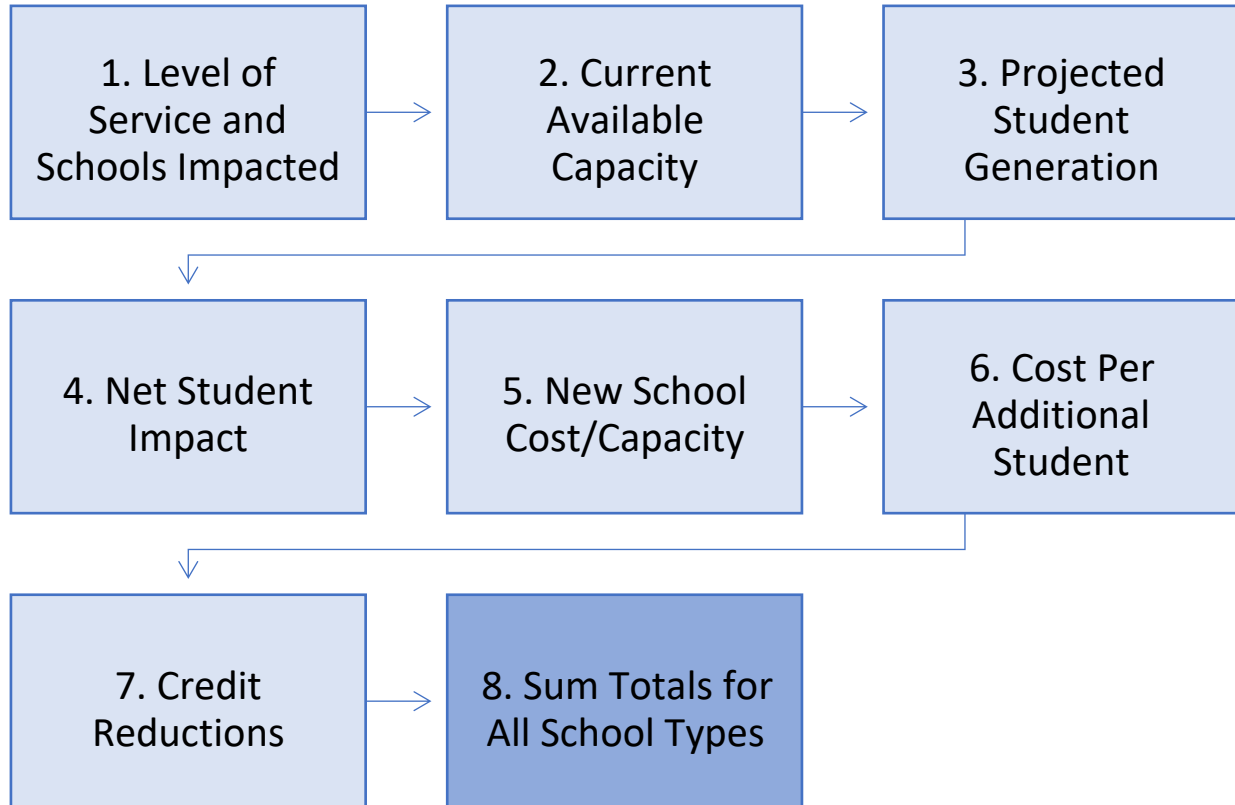 1. Level of
Service and
Schools Impacted
2. Current
Available
Capacity
3. Projected
Student
Generation
4. Net Student
Impact
5. New School
Cost/Capacity
6. Cost Per
Additional
Student
7. Credit
Reductions
8. Sum Totals for
All School Types